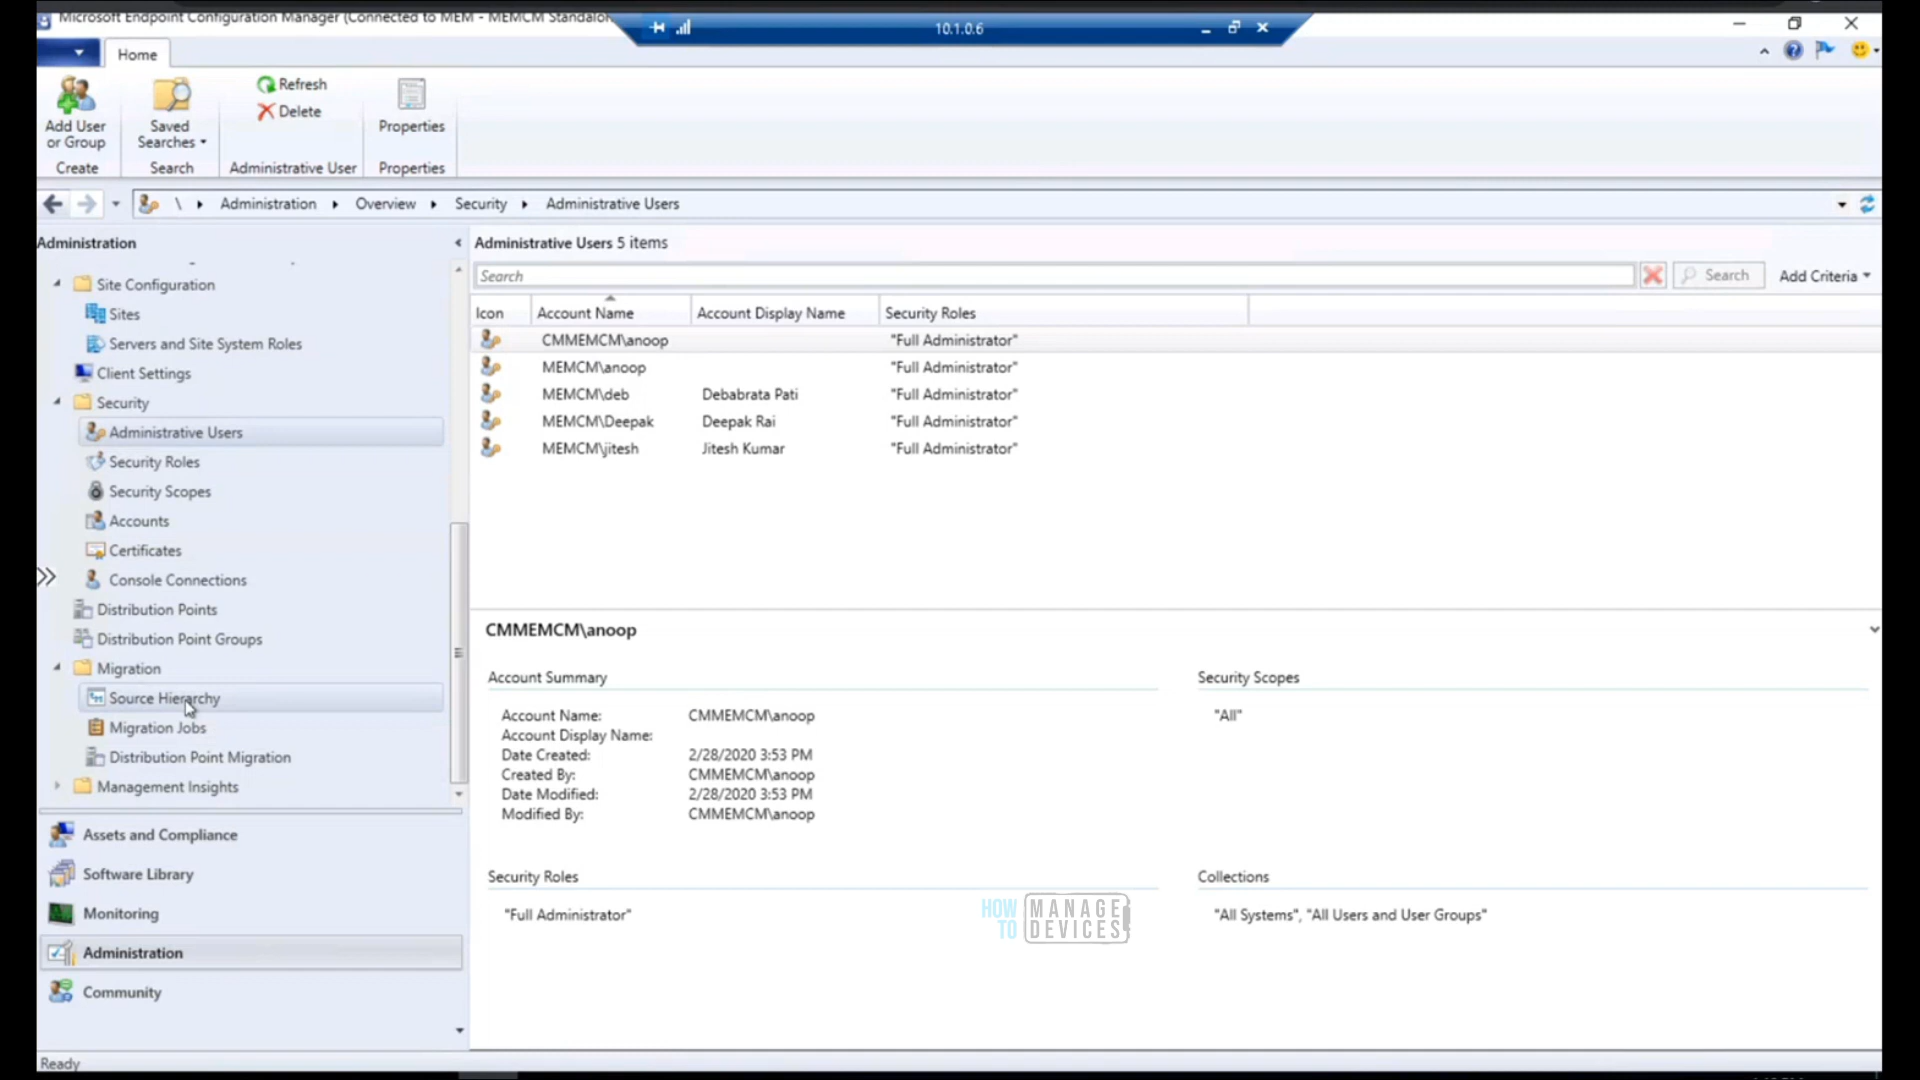 Microsoft Endpoint Configuration Manager (Connected to MEM - MEMCM Standalon
10.1.0.6
Home
Add User
or Group
Create
Saved
Searches
Search
Refresh
Delete
Administrative User
Properties
Properties
\ Administration Overview Security Administrative Users
Administration
Site Configuration
Sites
Servers and Site System Roles
Client Settings
Security
Administrative Users
Security Roles
Security Scopes
Accounts
Certificates
Console Connections
Distribution Points
Distribution Point Groups
Migration
Source Hierarchy
Migration Jobs
Distribution Point Migration
Management Insights
Assets and Compliance
Software Library
Monitoring
Administration
Community
Administrative Users 5 items
Search
Search
Add Criteria
Icon Account Name Account Display Name Security Roles
CMMEMCM\anoop "Full Administrator"
MEMCM\anoop "Full Administrator"
MEMCM\deb Debabrata Pati "Full Administrator"
MEMCM\Deepak Deepak Rai "Full Administrator"
MEMCM\jitesh Jitesh Kumar "Full Administrator"
CMMEMCM\anoop
Account Summary
Account Name: CMMEMCM\anoop
Account Display Name:
Date Created: 2/28/2020 3:53 PM
Created By: CMMEMCM\anoop
Date Modified: 2/28/2020 3:53 PM
Modified By: CMMEMCM\anoop
Security Scopes
"All"
Security Roles
"Full Administrator"
Collections
"All Systems", "All Users and User Groups"
HOW
TO
MANAGE
DEVICES
Ready